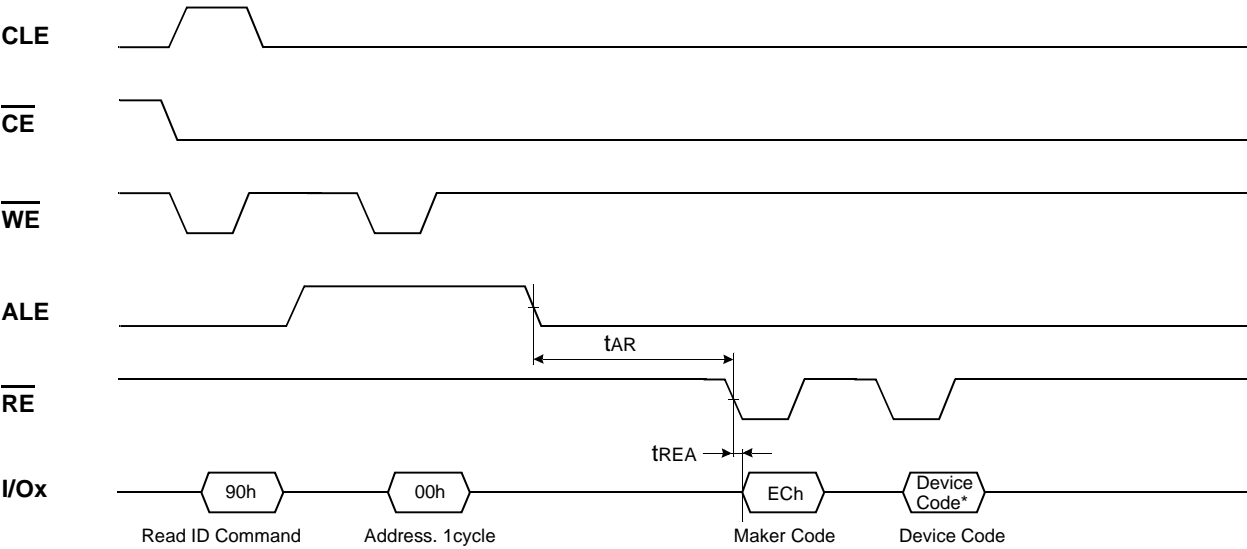 CLE
CE
WE
ALE
tAR
RE
tREA
I/Ox
90h
00h
ECh
Device
Code*
Read ID Command
Address. 1cycle
Maker Code
Device Code